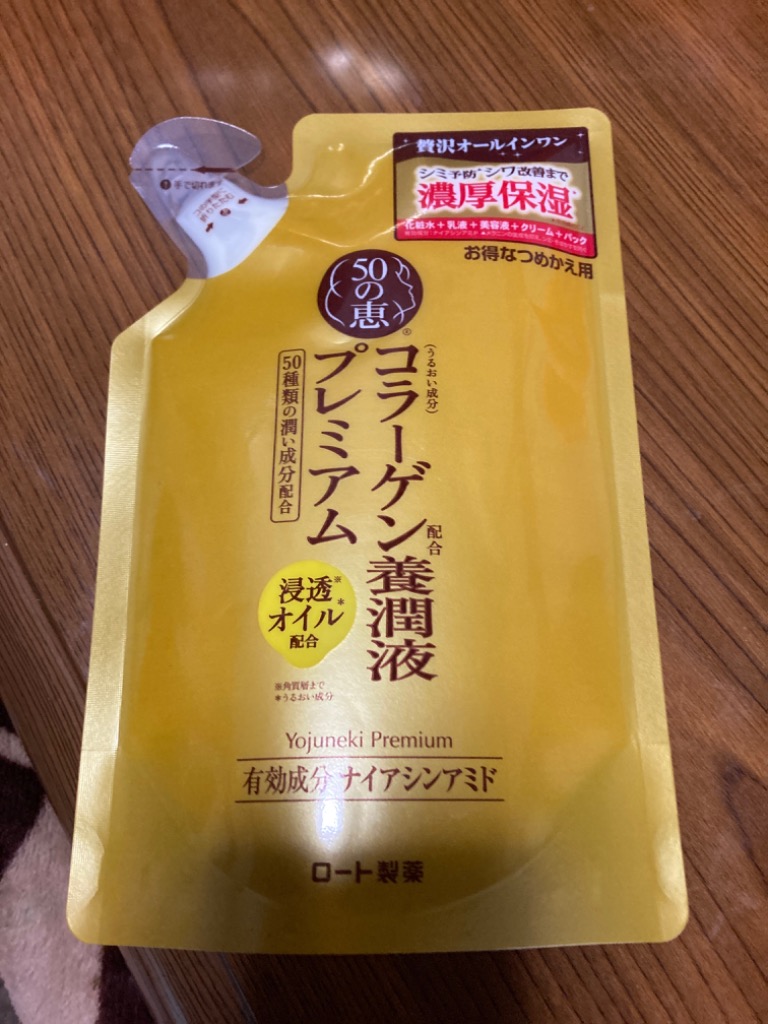 贅沢オールインワン
シミ予防*シワ改善まで
濃厚保湿*
化粧水+乳液+美容液+クリーム+パック
お得なつめかえ用
手で切れます
50の恵®
(うるおい成分)
コラーゲン配合養潤液
プレミアム
50種類の潤い成分配合
浸透※
オイル*
配合
※角質層まで
*うるおい成分
Yojuneki Premium
有効成分 ナイアシンアミド
ロート製薬